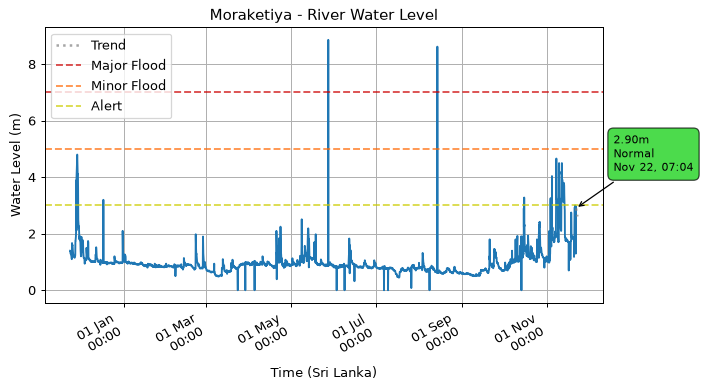 Moraketiya - River Water Level
Trend
Major Flood
Minor Flood
Alert
Water Level (m)
8
6
4
2
0
2.90m
Normal
Nov 22, 07:04
01 Jan
00:00
01 Mar
00:00
01 May
00:00
01 Jul
00:00
01 Sep
00:00
01 Nov
00:00
Time (Sri Lanka)